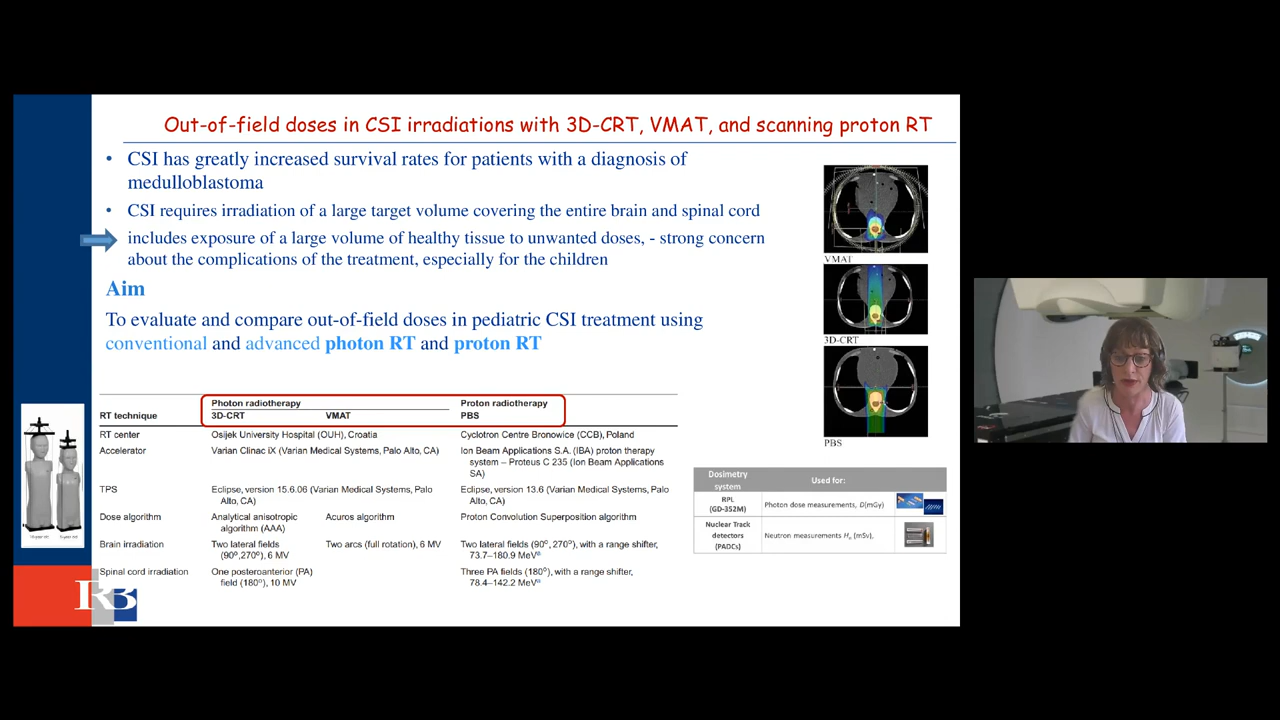 Out-of-field doses in CSI irradiations with 3D-CRT, VMAT, and scanning proton RT
• CSI has greatly increased survival rates for patients with a diagnosis of
medulloblastoma
• CSI requires irradiation of a large target volume covering the entire brain and spinal cord
includes exposure of a large volume of healthy tissue to unwanted doses, - strong concern
about the complications of the treatment, especially for the children
Aim
To evaluate and compare out-of-field doses in pediatric CSI treatment using
conventional and advanced photon RT and proton RT
VMAT
3D-CRT
PBS
Photon radiotherapy Proton radiotherapy
RT technique 3D-CRT VMAT PBS
RT center Osijek University Hospital (OUH), Croatia Cyclotron Centre Bronowice (CCB), Poland
Accelerator Varian Clinac iX (Varian Medical Systems, Palo Alto, CA) Ion Beam Applications S.A. (IBA) proton therapy
system – Proteus C 235 (Ion Beam Applications
SA)
TPS Eclipse, version 15.6.06 (Varian Medical Systems, Palo Eclipse, version 13.6 (Varian Medical Systems, Palo
Alto, CA) Alto, CA)
Dose algorithm Analytical anisotropic Acuros algorithm Proton Convolution Superposition algorithm
algorithm (AAA)
Brain irradiation Two lateral fields Two arcs (full rotation), 6 MV Two lateral fields (90°, 270°), with a range shifter,
(90°,270°), 6 MV 73.7–180.9 MeVᵃ
Spinal cord irradiation One posteroanterior (PA) Three PA fields (180°), with a range shifter,
field (180°), 10 MV 78.4–142.2 MeVᵃ
Dosimetry
system Used for:
RPL
(GD-352M) Photon dose measurements, D(mGy)
Nuclear Track
detectors Neutron measurements Hn (mSv),
(PADCs)
IRB